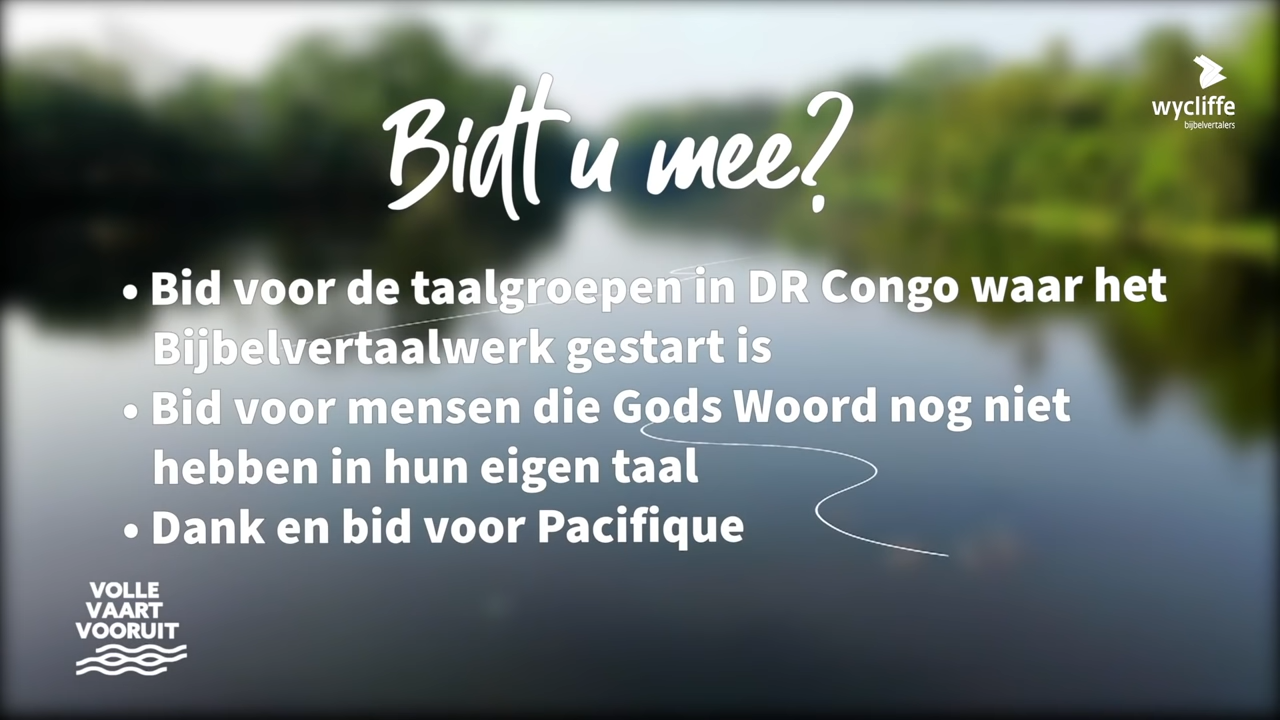 Bidt u mee?
wycliffe
bijbelvertalers
• Bid voor de taalgroepen in DR Congo waar het
Bijbelvertaalwerk gestart is
• Bid voor mensen die Gods Woord nog niet
hebben in hun eigen taal
• Dank en bid voor Pacifique
VOLLE
VAART
VOORUIT